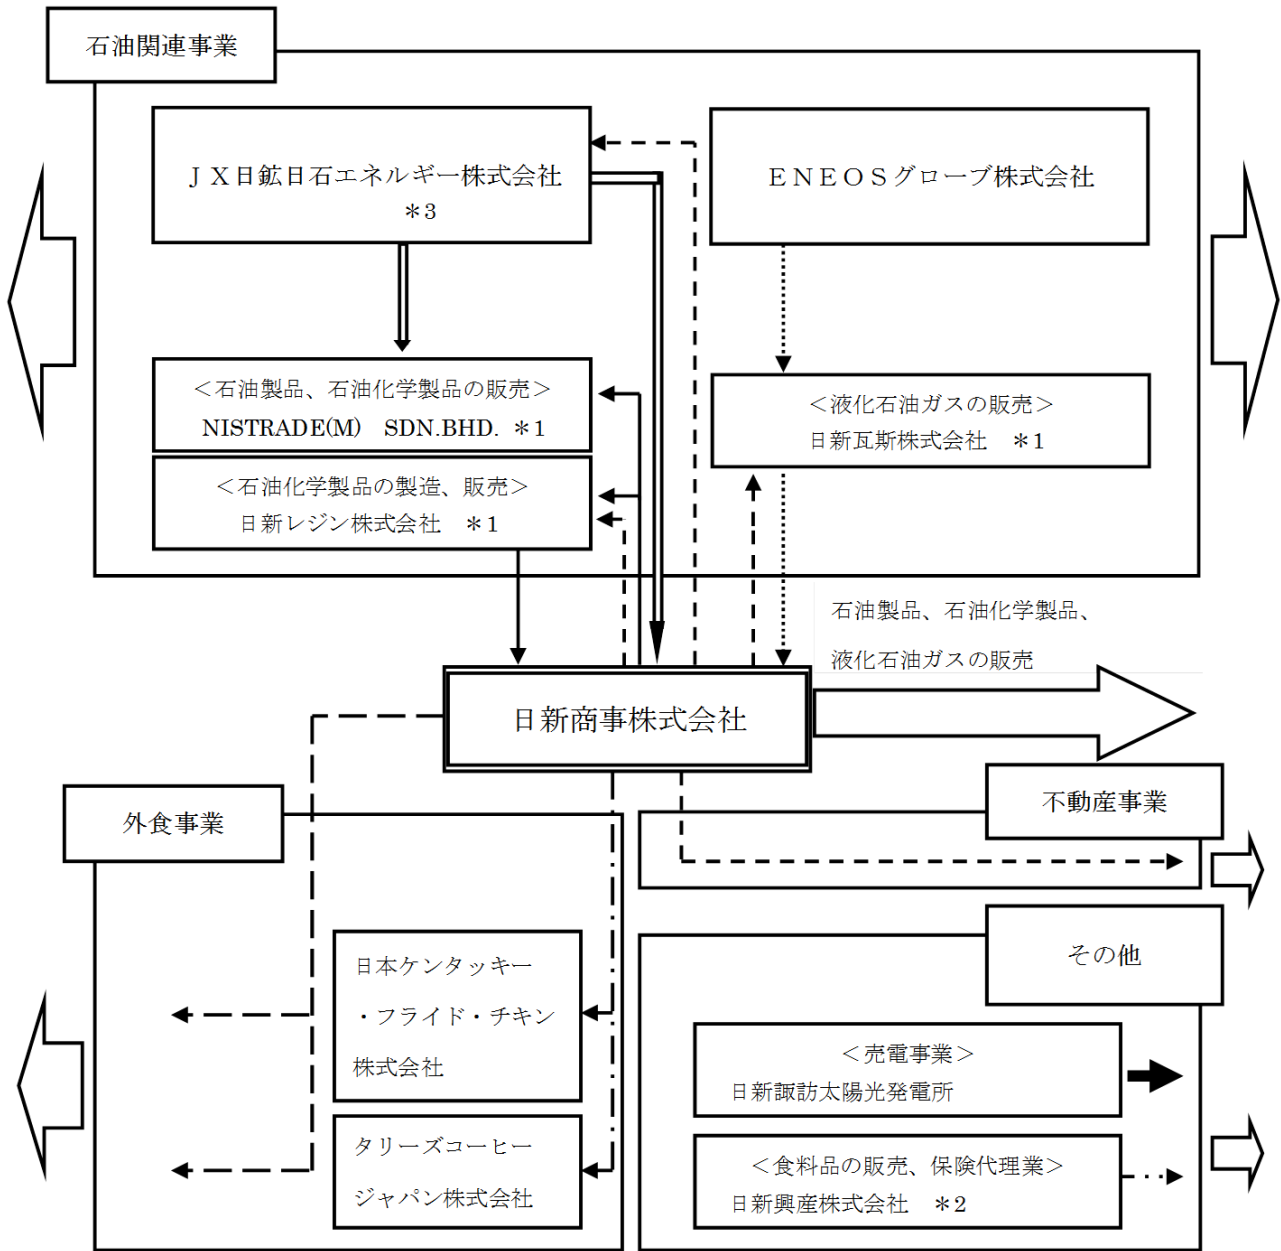 石油関連事業
ＪＸ日鉱日石エネルギー株式会社
＊3
ＥＮＥＯＳグローブ株式会社
＜石油製品、石油化学製品の販売＞
NISTRADE(M)　SDN.BHD. ＊1
＜石油化学製品の製造、販売＞
日新レジン株式会社　＊1
＜液化石油ガスの販売＞
日新瓦斯株式会社　＊1
石油製品、石油化学製品、
液化石油ガスの販売
日新商事株式会社
外食事業
日本ケンタッキー
・フライド・チキン
株式会社
タリーズコーヒー
ジャパン株式会社
不動産事業
その他
＜売電事業＞
日新諏訪太陽光発電所
＜食料品の販売、保険代理業＞
日新興産株式会社　＊2